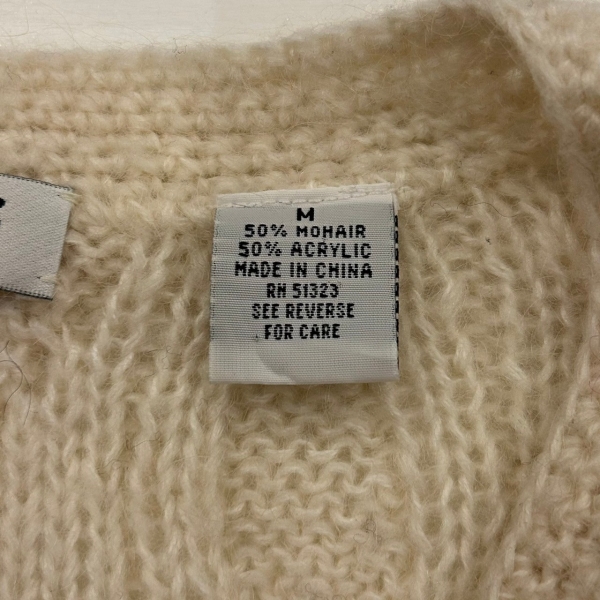 M
50% MOHAIR
50% ACRYLIC
MADE IN CHINA
RN 51323
SEE REVERSE
FOR CARE